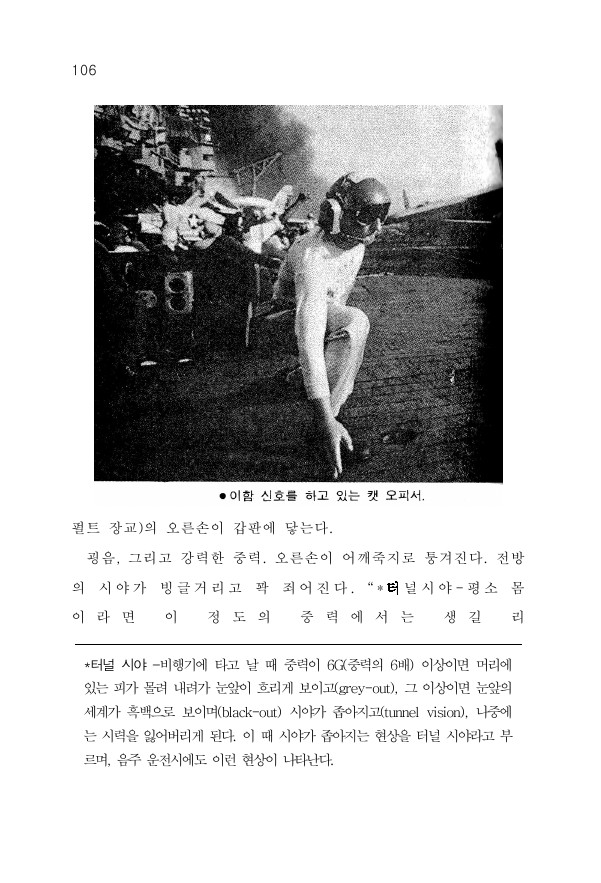 106
●이함 신호를 하고 있는 캣 오피서.
펄트 장교)의 오른손이 갑판에 닿는다.
굉음, 그리고 강력한 중력. 오른손이 어깨죽지로 퉁겨진다. 전방
의 시야가 빙글거리고 꽉 죄어진다. “*터널시야-평소 몸
이라면 이 정도의 중력에서는 생길 리
*터널 시야 -비행기에 타고 날 때 중력이 6G(중력의 6배) 이상이면 머리에
있는 피가 몰려 내려가 눈앞이 흐리게 보이고(grey-out), 그 이상이면 눈앞의
세계가 흑백으로 보이며(black-out) 시야가 좁아지고(tunnel vision), 나중에
는 시력을 잃어버리게 된다. 이 때 시야가 좁아지는 현상을 터널 시야라고 부
르며, 음주 운전시에도 이런 현상이 나타난다.